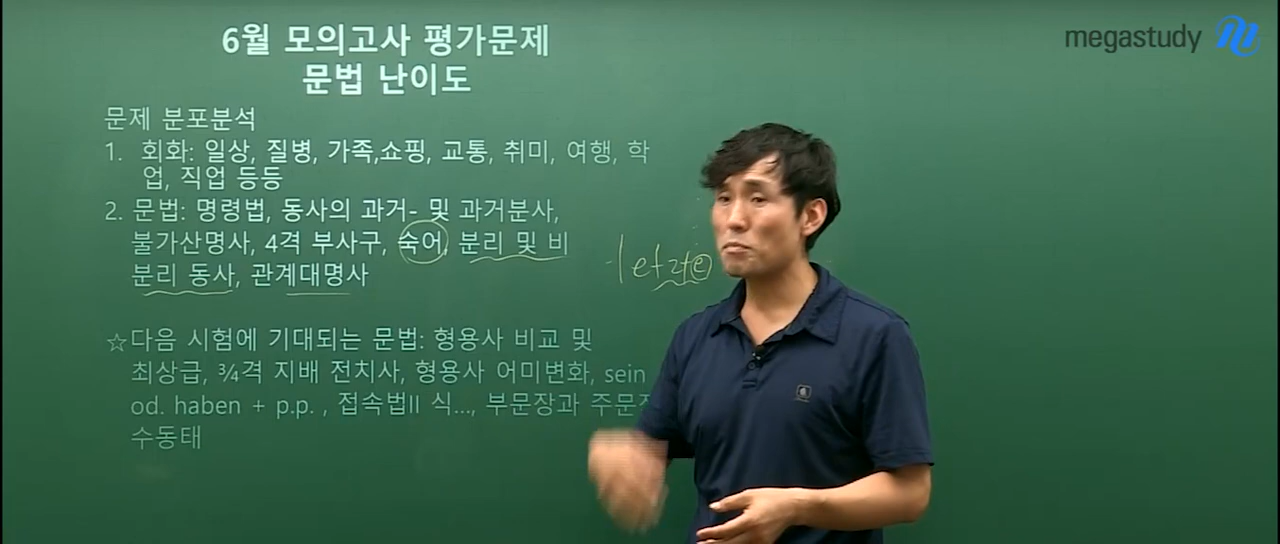 megastudy
6월 모의고사 평가문제
문법 난이도
문제 분포분석
1. 회화: 일상, 질병, 가족,쇼핑, 교통, 취미, 여행, 학
업, 직업 등등
2. 문법: 명령법, 동사의 과거- 및 과거분사,
불가산명사, 4격 부사구, 숙어, 분리 및 비
분리 동사, 관계대명사
letzte
☆다음 시험에 기대되는 문법: 형용사 비교 및
최상급, ¾격 지배 전치사, 형용사 어미변화, sein
od. haben + p.p. , 접속법II 식..., 부문장과
수동태